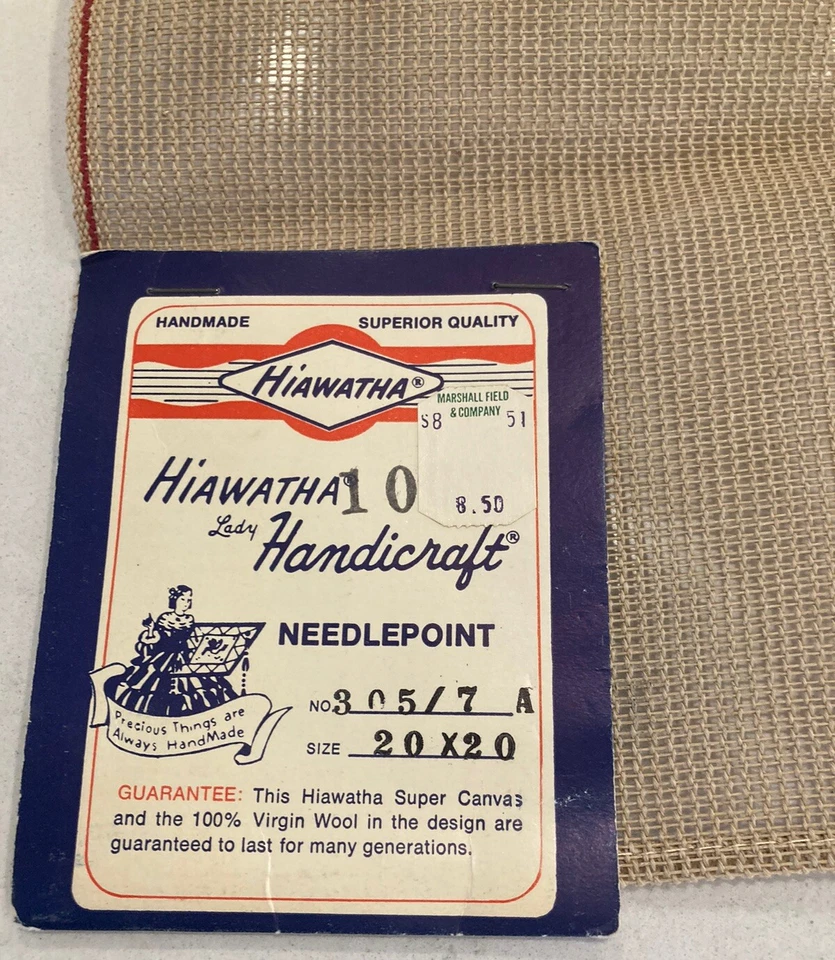 HANDMADE SUPERIOR QUALITY
HIAWATHA®
MARSHALL FIELD
& COMPANY
S8 51
8.50
HIAWATHA® 10
Lady Handicraft®
NEEDLEPOINT
NO. 305/7 A
SIZE 20X20
Precious Things are
Always HandMade
GUARANTEE: This Hiawatha Super Canvas
and the 100% Virgin Wool in the design are
guaranteed to last for many generations.